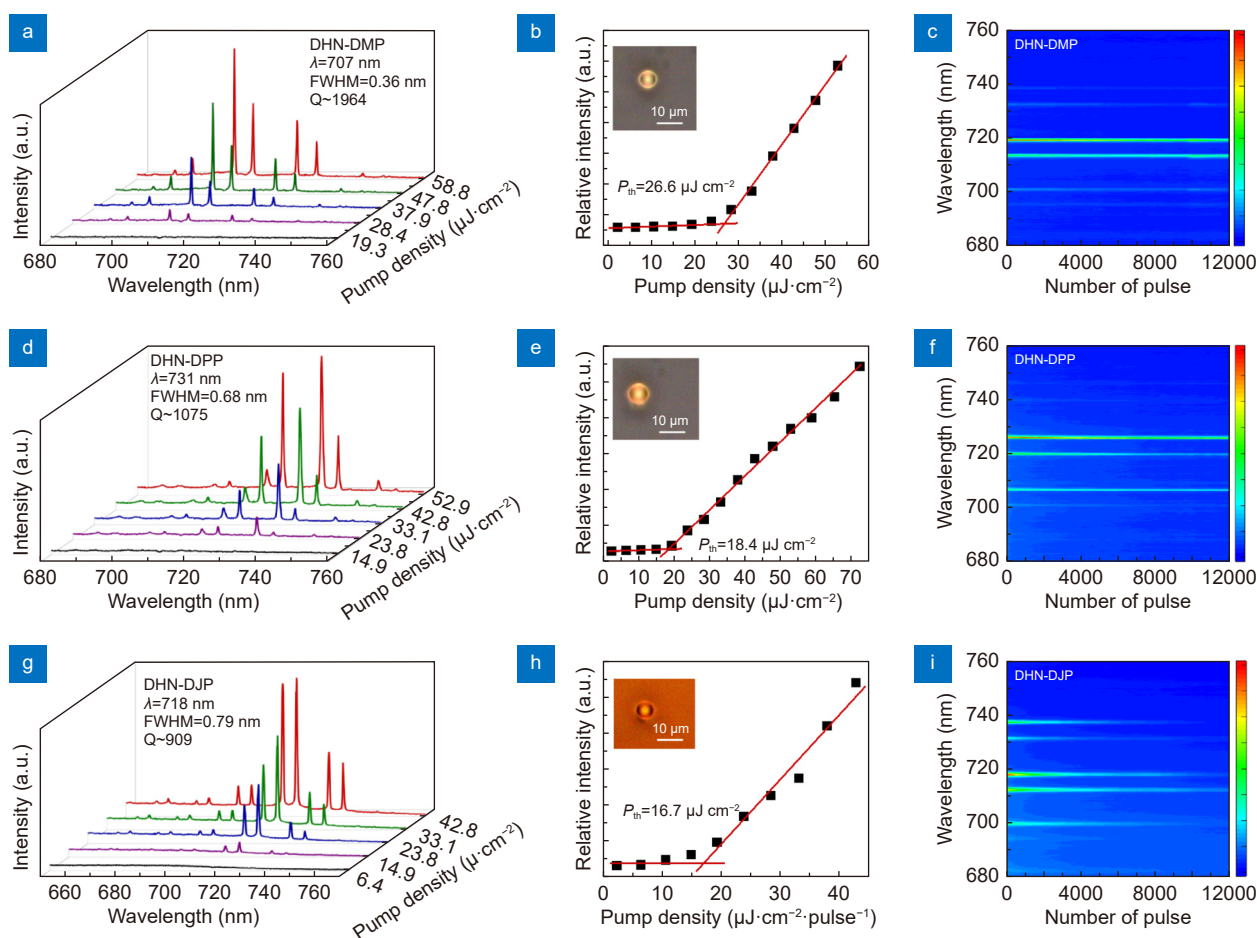 a
DHN-DMP
λ=707 nm
FWHM=0.36 nm
Q~1964
Intensity (a.u.)
680 700 720 740 760
Wavelength (nm)
19.3
28.4
37.9
47.8
58.8
Pump density (μJ·cm⁻²)
b
Relative intensity (a.u.)
10 μm
Pth=26.6 μJ cm⁻²
0 10 20 30 40 50 60
Pump density (μJ·cm⁻²)
c
DHN-DMP
Wavelength (nm)
760
740
720
700
680
0 4000 8000 12000
Number of pulse
d
DHN-DPP
λ=731 nm
FWHM=0.68 nm
Q~1075
Intensity (a.u.)
680 700 720 740 760
Wavelength (nm)
14.9
23.8
33.1
42.8
52.9
Pump density (μJ·cm⁻²)
e
Relative intensity (a.u.)
10 μm
Pth=18.4 μJ cm⁻²
0 10 20 30 40 50 60 70
Pump density (μJ·cm⁻²)
f
DHN-DPP
Wavelength (nm)
760
740
720
700
680
0 4000 8000 12000
Number of pulse
g
DHN-DJP
λ=718 nm
FWHM=0.79 nm
Q~909
Intensity (a.u.)
660 680 700 720 740 760
Wavelength (nm)
6.4
14.9
23.8
33.1
42.8
Pump density (μ·cm⁻²)
h
Relative intensity (a.u.)
10 μm
Pth=16.7 μJ cm⁻²
0 10 20 30 40
Pump density (μJ·cm⁻²·pulse⁻¹)
i
DHN-DJP
Wavelength (nm)
760
740
720
700
680
0 4000 8000 12000
Number of pulse